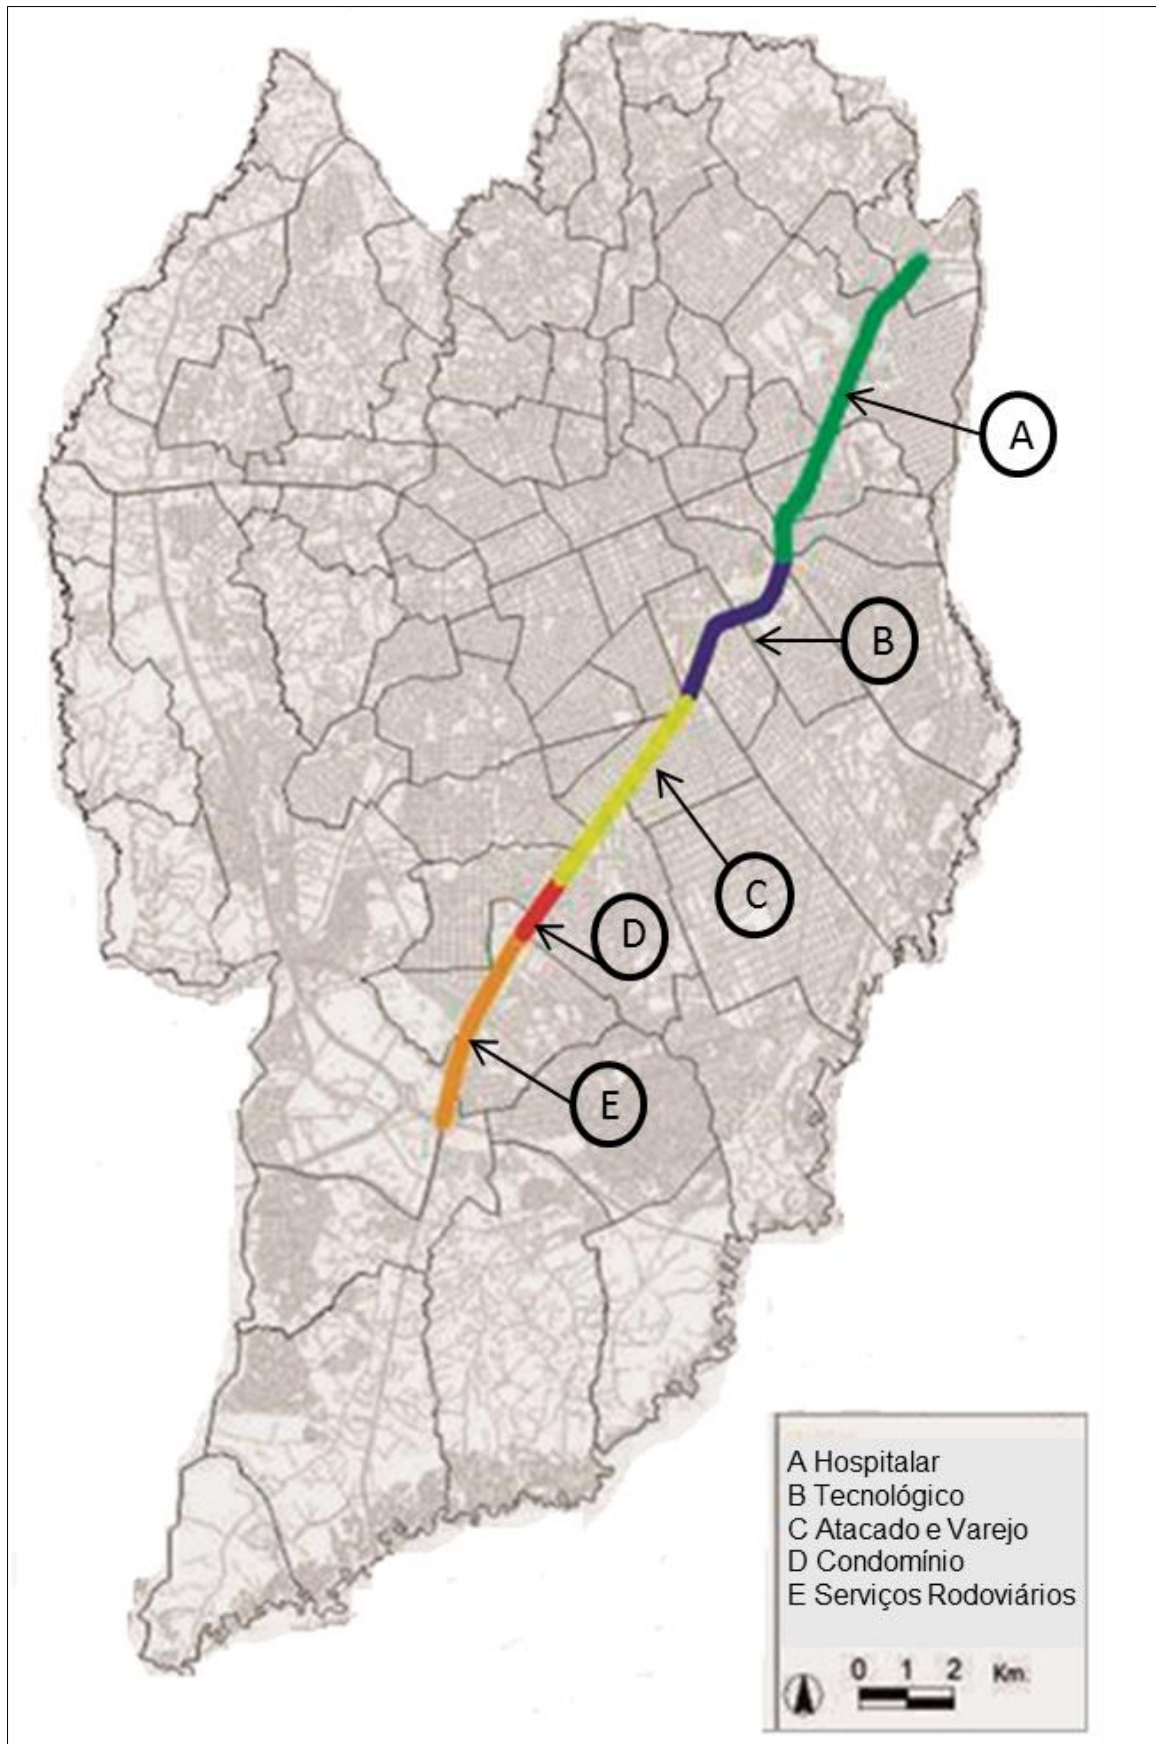 A
B
C
D
E
A Hospitalar
B Tecnológico
C Atacado e Varejo
D Condomínio
E Serviços Rodoviários
0 1 2 Km.